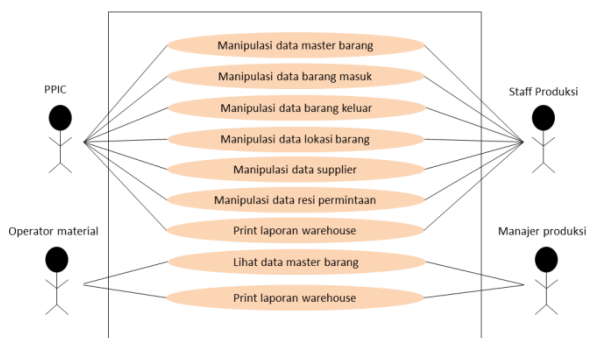 Manipulasi data master barang
PPIC
Manipulasi data barang masuk
Staff Produksi
Manipulasi data barang keluar
Manipulasi data lokasi barang
Manipulasi data supplier
Manipulasi data resi permintaan
Operator material
Print laporan warehouse
Manajer produksi
Lihat data master barang
Print laporan warehouse